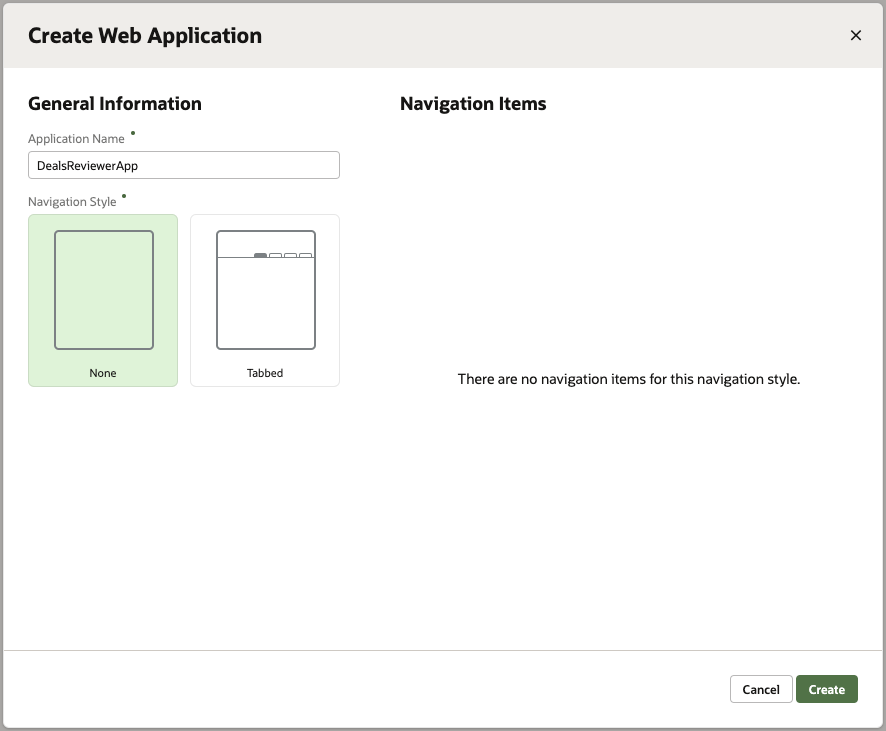 Create Web Application
General Information
Application Name
DealsReviewerApp
Navigation Style
None
Tabbed
Navigation Items
There are no navigation items for this navigation style.
Cancel
Create